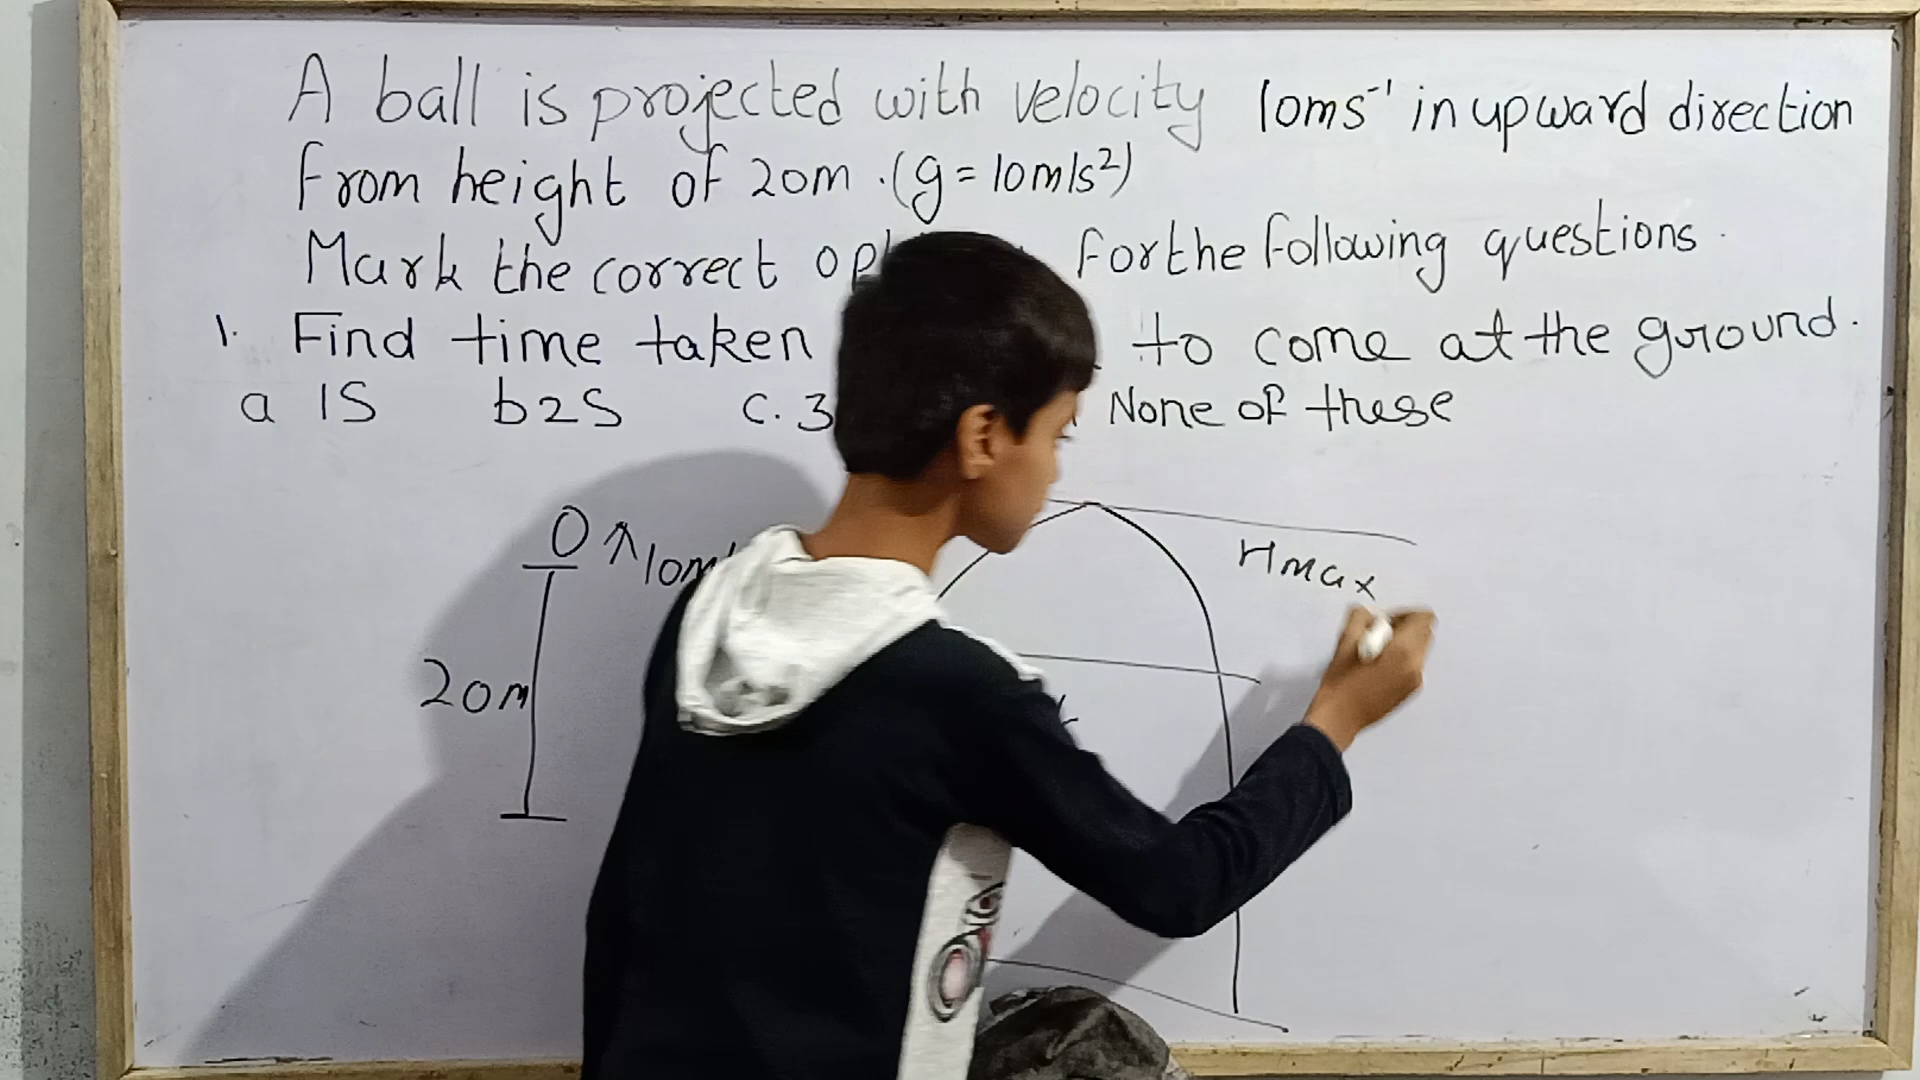 A ball is projected with velocity 10ms⁻¹ in upward direction
From height of 20m .(g=10m/s²)
Mark the correct op for the following questions.
1. Find time taken to come at the ground.
a 1S b 2S c. 3 None of these
O ↑ 10m
20m
Hmax